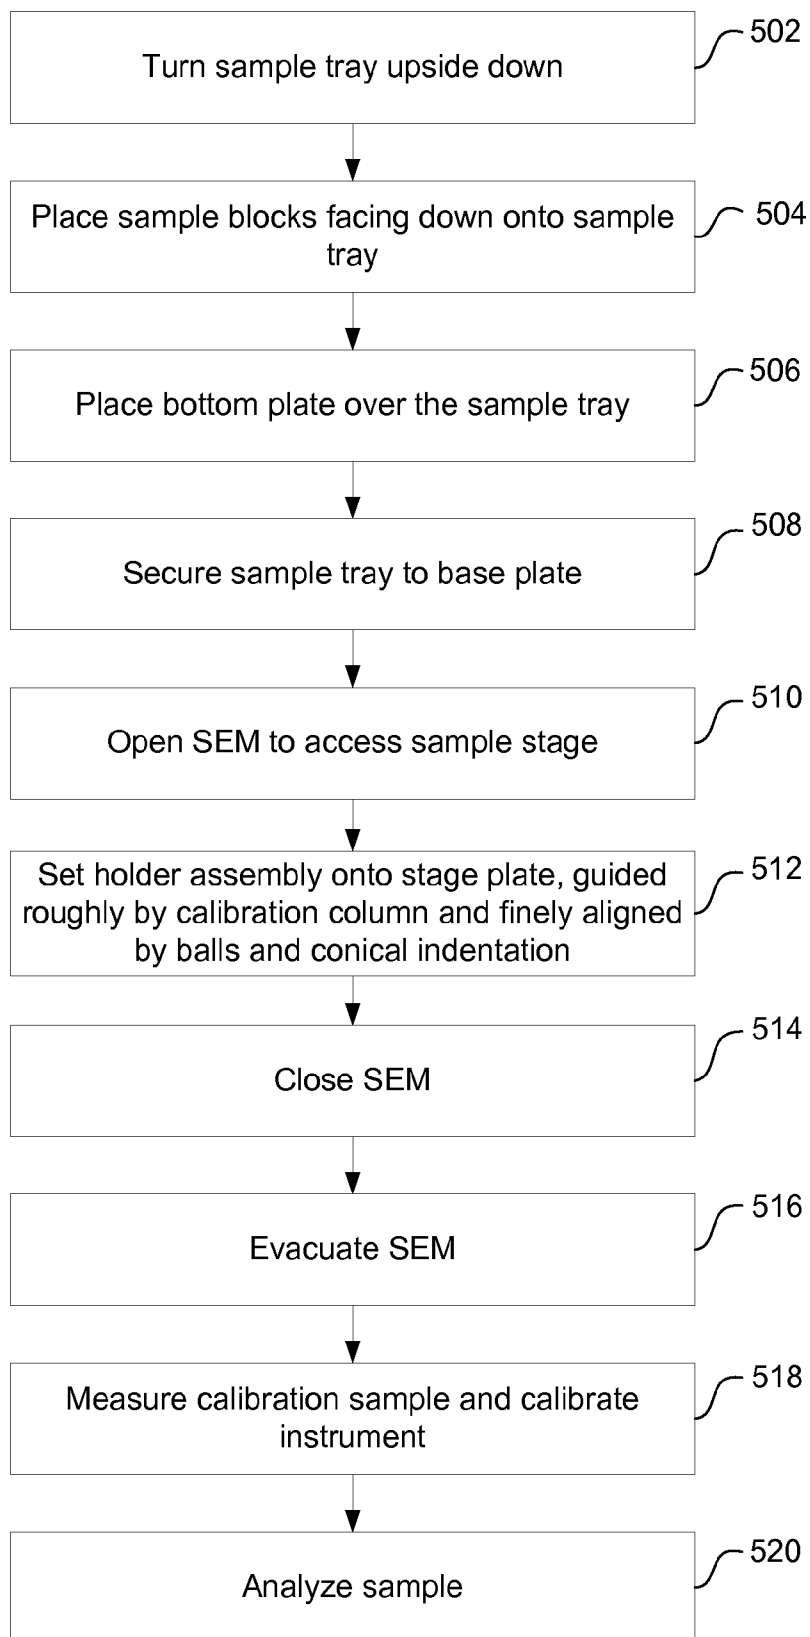 Turn sample tray upside down
502
Place sample blocks facing down onto sample
tray
504
Place bottom plate over the sample tray
506
Secure sample tray to base plate
508
Open SEM to access sample stage
510
Set holder assembly onto stage plate, guided
roughly by calibration column and finely aligned
by balls and conical indentation
512
Close SEM
514
Evacuate SEM
516
Measure calibration sample and calibrate
instrument
518
Analyze sample
520